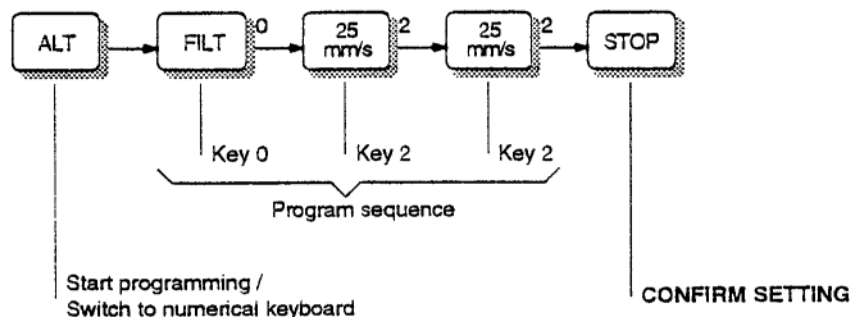 ALT
FILT
0
25
mm/s
2
25
mm/s
2
STOP
Key 0
Key 2
Key 2
Program sequence
Start programming /
Switch to numerical keyboard
CONFIRM SETTING